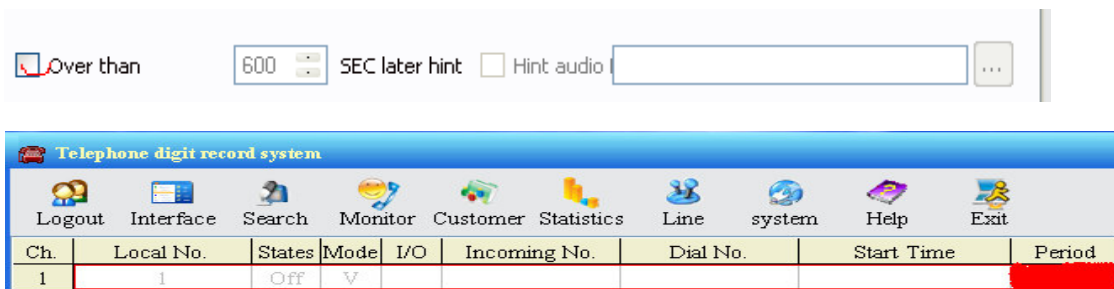 Over than 600 SEC later hint Hint audio ...
Telephone digit record system
Logout Interface Search Monitor Customer Statistics Line system Help Exit
Ch. Local No. States Mode I/O Incoming No. Dial No. Start Time Period
1 1 Off V